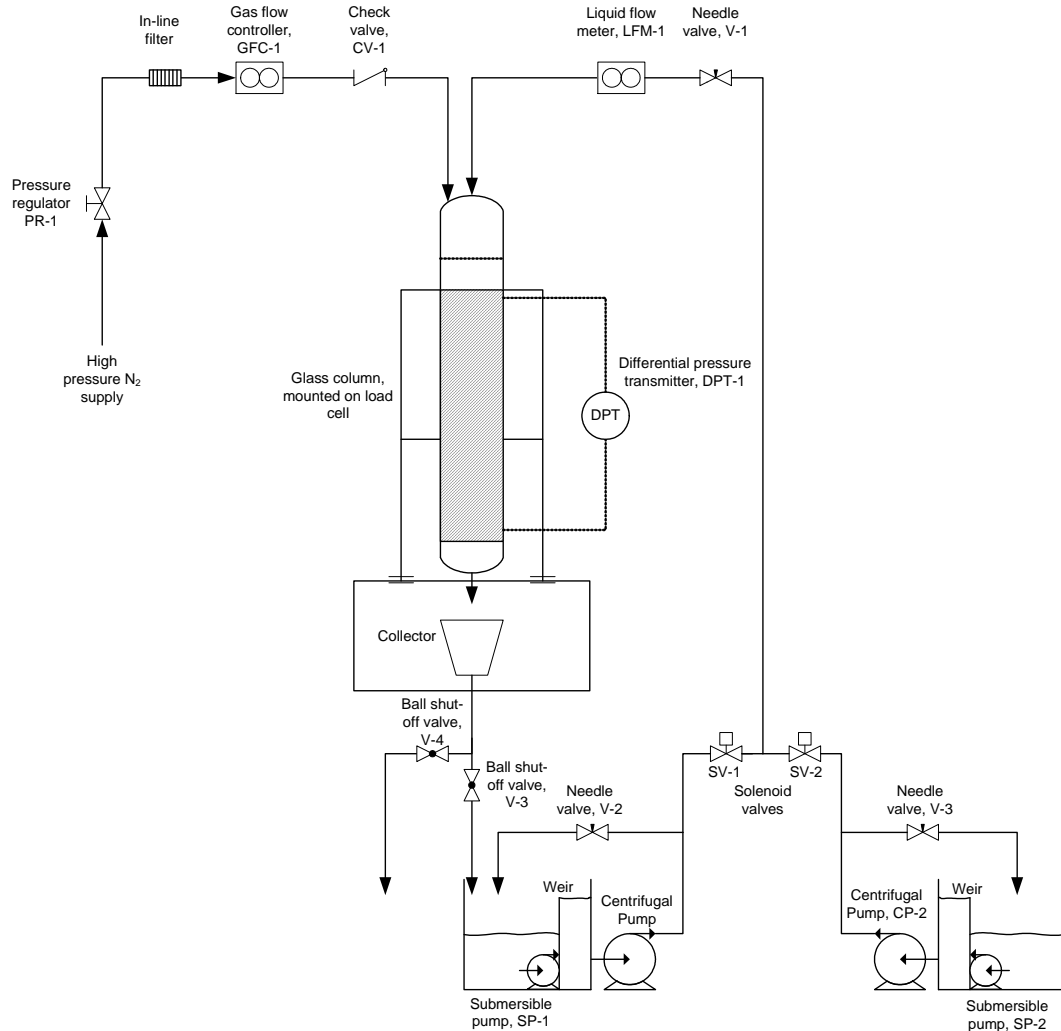 In-line
filter
Gas flow
controller,
GFC-1
Check
valve,
CV-1
Liquid flow
meter, LFM-1
Needle
valve, V-1
Pressure
regulator
PR-1
High
pressure N₂
supply
Glass column,
mounted on load
cell
Differential pressure
transmitter, DPT-1
DPT
Collector
Ball shut-
off valve,
V-4
Ball shut-
off valve,
V-3
Needle
valve, V-2
SV-1
SV-2
Solenoid
valves
Needle
valve, V-3
Weir
Centrifugal
Pump
Centrifugal
Pump, CP-2
Weir
Submersible
pump, SP-1
Submersible
pump, SP-2